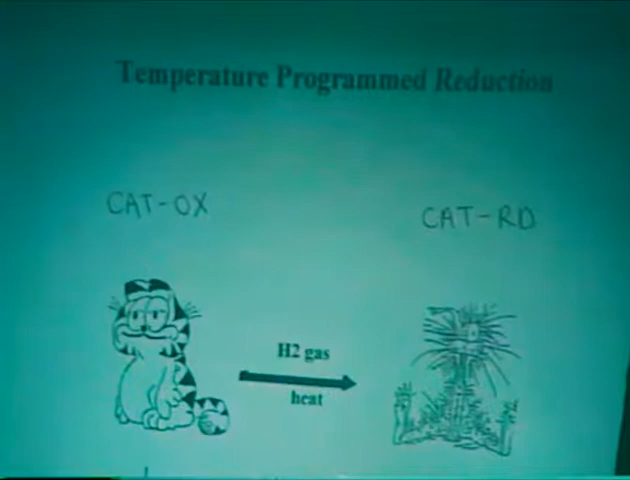 Temperature Programmed Reduction
CAT-OX
CAT-RD
H2 gas
heat